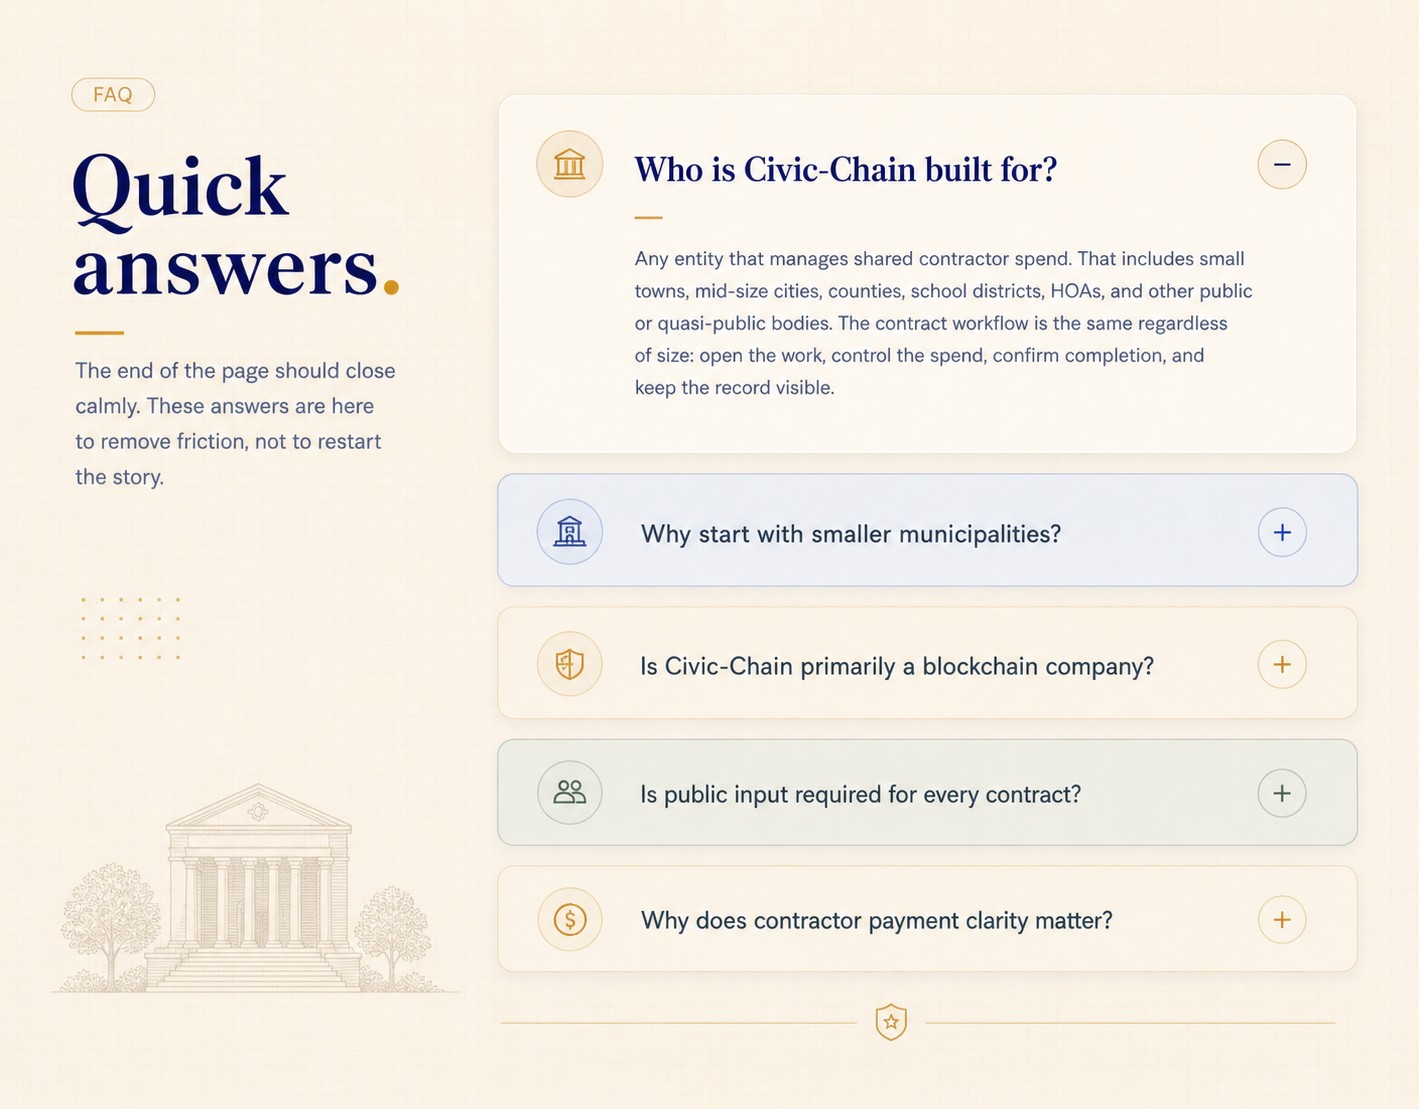 FAQ
Quick
answers.
The end of the page should close
calmly. These answers are here
to remove friction, not to restart
the story.
Who is Civic-Chain built for?
Any entity that manages shared contractor spend. That includes small
towns, mid-size cities, counties, school districts, HOAs, and other public
or quasi-public bodies. The contract workflow is the same regardless
of size: open the work, control the spend, confirm completion, and
keep the record visible.
Why start with smaller municipalities?
Is Civic-Chain primarily a blockchain company?
Is public input required for every contract?
$
Why does contractor payment clarity matter?